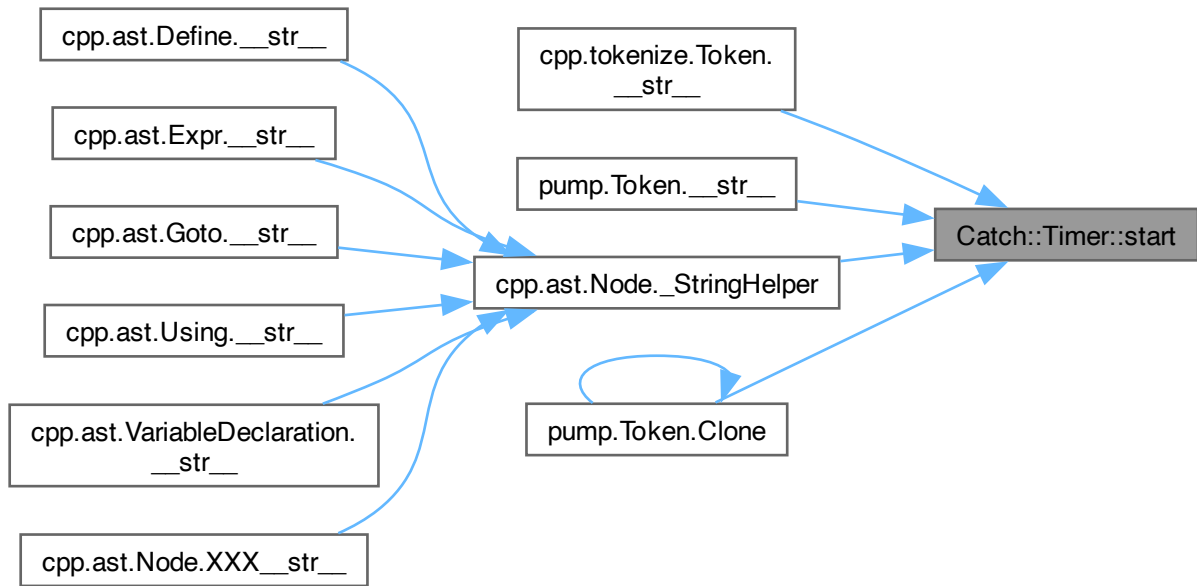 cpp.ast.Define.__str__
cpp.ast.Expr.__str__
cpp.ast.Goto.__str__
cpp.ast.Using.__str__
cpp.ast.VariableDeclaration.
__str__
cpp.ast.Node.XXX__str__
cpp.tokenize.Token.
__str__
pump.Token.__str__
cpp.ast.Node._StringHelper
pump.Token.Clone
Catch::Timer::start